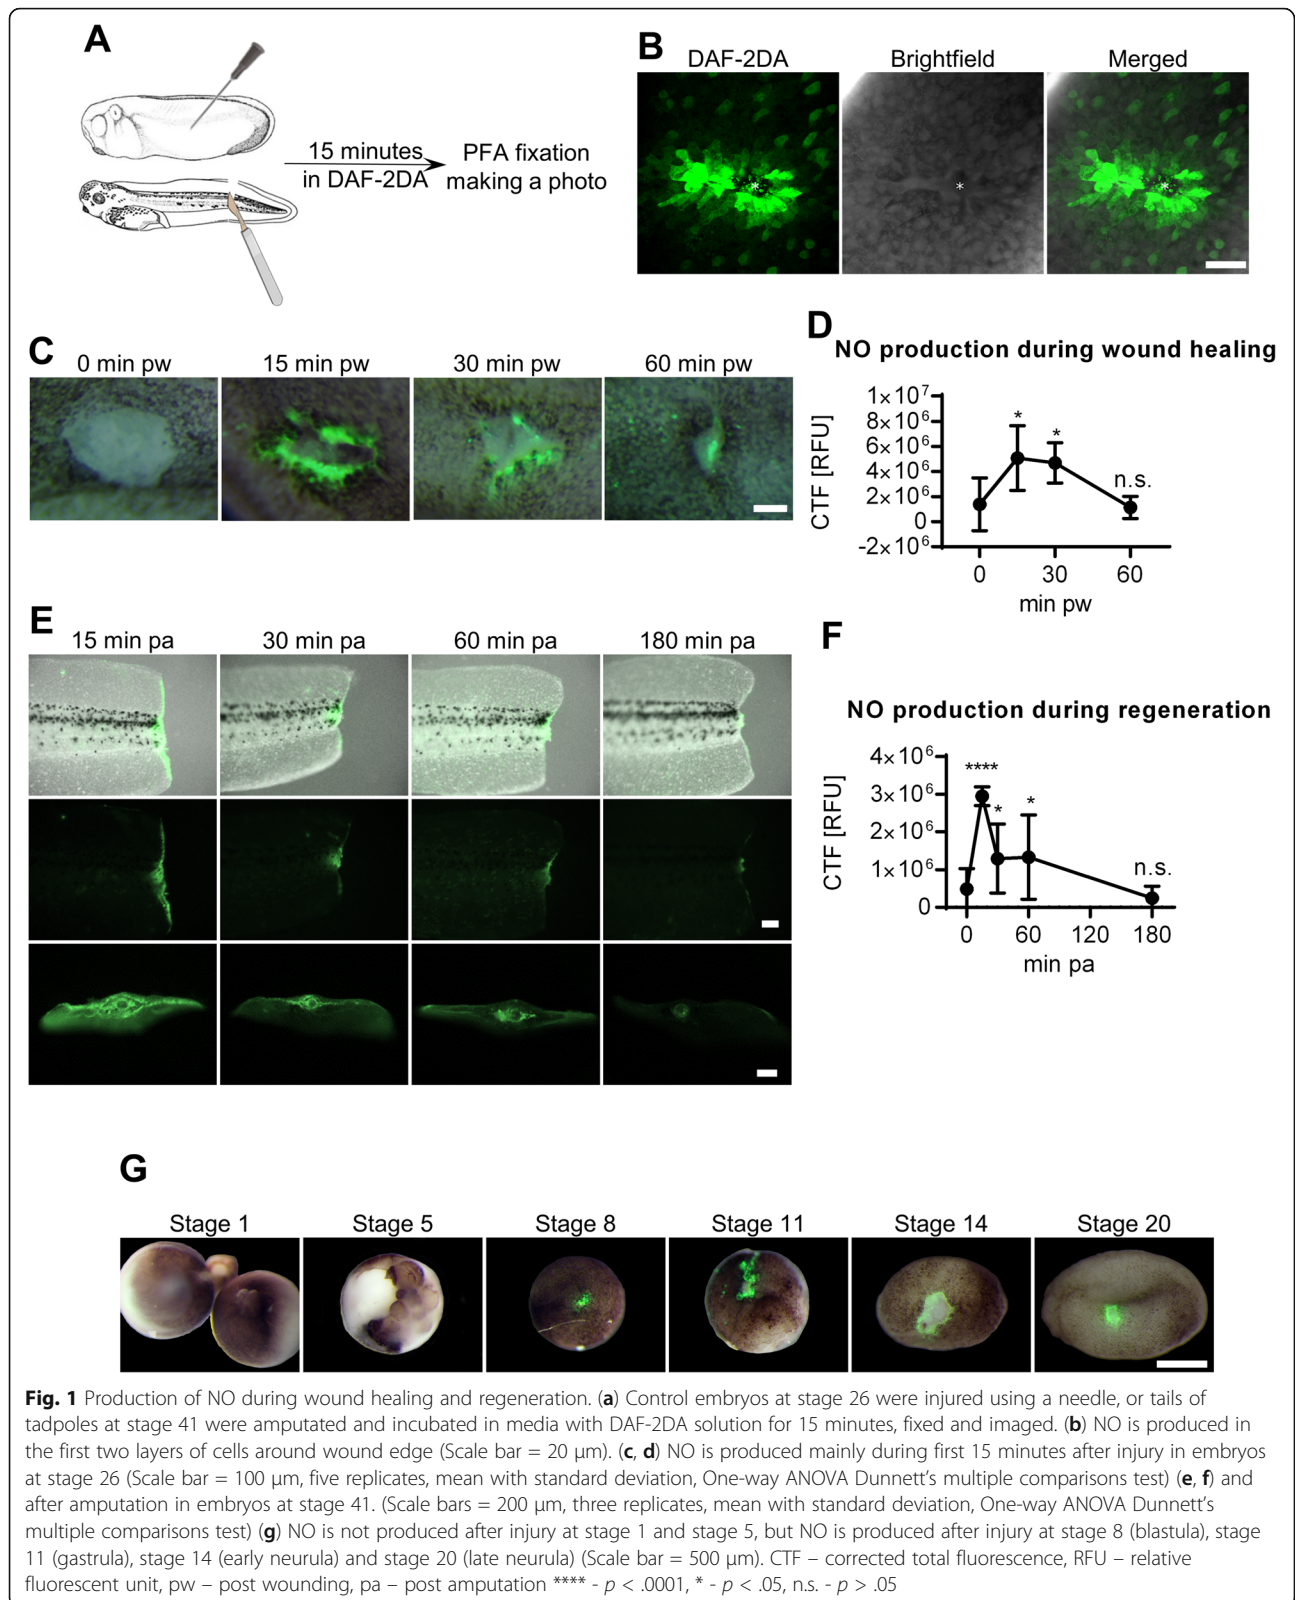 A
15 minutes
in DAF-2DA
PFA fixation
making a photo
B
DAF-2DA Brightfield Merged
* * *
C
0 min pw 15 min pw 30 min pw 60 min pw
D
NO production during wound healing
CTF [RFU]
1×10⁷
8×10⁶
6×10⁶
4×10⁶
2×10⁶
0
-2×10⁶
* * n.s.
0 30 60
min pw
E
15 min pa 30 min pa 60 min pa 180 min pa
F
NO production during regeneration
CTF [RFU]
4×10⁶
3×10⁶
2×10⁶
1×10⁶
0
**** * * n.s.
0 60 120 180
min pa
G
Stage 1 Stage 5 Stage 8 Stage 11 Stage 14 Stage 20
Fig. 1 Production of NO during wound healing and regeneration. (a) Control embryos at stage 26 were injured using a needle, or tails of
tadpoles at stage 41 were amputated and incubated in media with DAF-2DA solution for 15 minutes, fixed and imaged. (b) NO is produced in
the first two layers of cells around wound edge (Scale bar = 20 μm). (c, d) NO is produced mainly during first 15 minutes after injury in embryos
at stage 26 (Scale bar = 100 μm, five replicates, mean with standard deviation, One-way ANOVA Dunnett's multiple comparisons test) (e, f) and
after amputation in embryos at stage 41. (Scale bars = 200 μm, three replicates, mean with standard deviation, One-way ANOVA Dunnett's
multiple comparisons test) (g) NO is not produced after injury at stage 1 and stage 5, but NO is produced after injury at stage 8 (blastula), stage
11 (gastrula), stage 14 (early neurula) and stage 20 (late neurula) (Scale bar = 500 μm). CTF – corrected total fluorescence, RFU – relative
fluorescent unit, pw – post wounding, pa – post amputation **** - p < .0001, * - p < .05, n.s. - p > .05